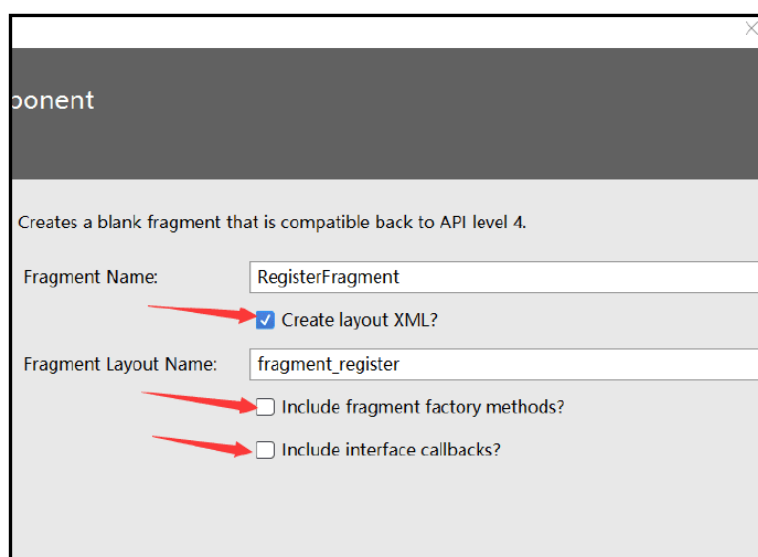 ponent
Creates a blank fragment that is compatible back to API level 4.
Fragment Name: RegisterFragment
Create layout XML?
Fragment Layout Name: fragment_register
Include fragment factory methods?
Include interface callbacks?